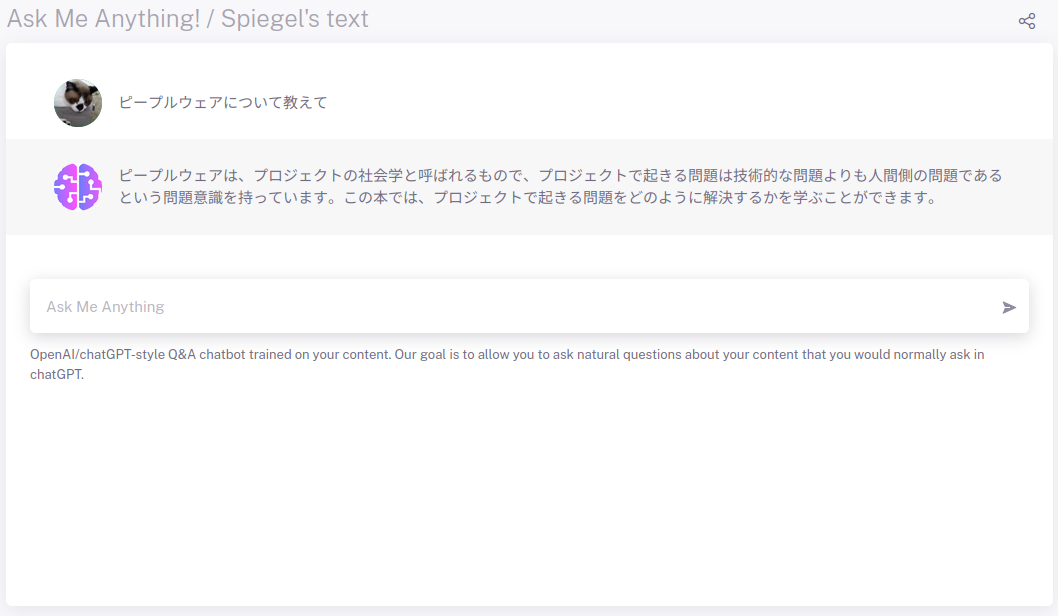 Ask Me Anything! / Spiegel's text
ピープルウェアについて教えて
ピープルウェアは、プロジェクトの社会学と呼ばれるもので、プロジェクトで起きる問題は技術的な問題よりも人間側の問題である
という問題意識を持っています。この本では、プロジェクトで起きる問題をどのように解決するかを学ぶことができます。
Ask Me Anything
OpenAI/chatGPT-style Q&A chatbot trained on your content. Our goal is to allow you to ask natural questions about your content that you would normally ask in
chatGPT.